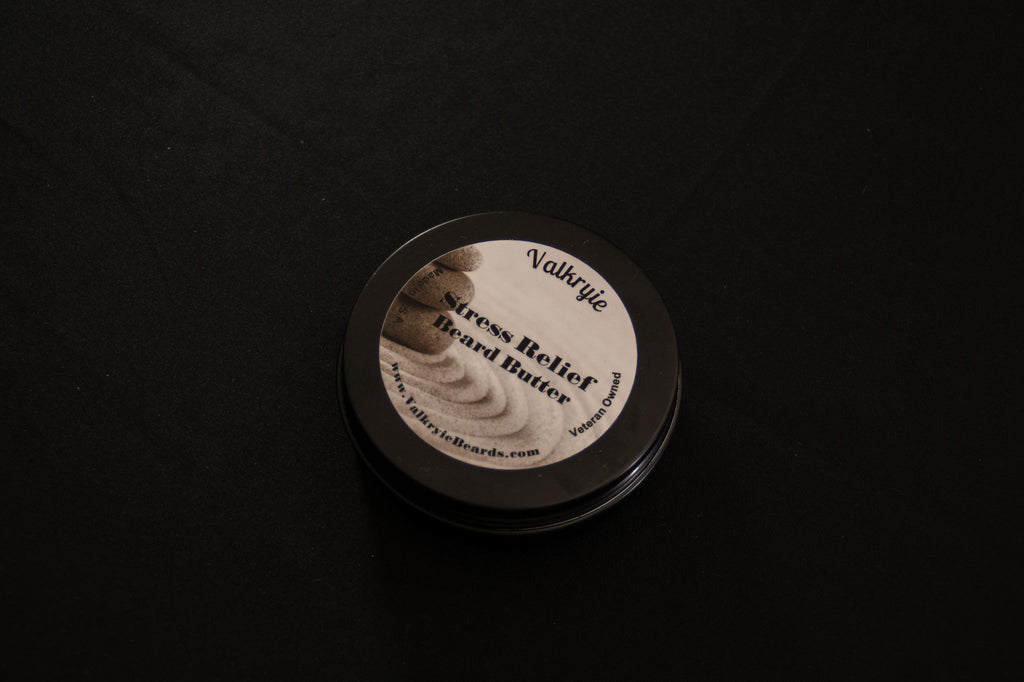 Valkryie
Stress Relief
Beard Butter
Veteran Owned
www.ValkryieBeards.com